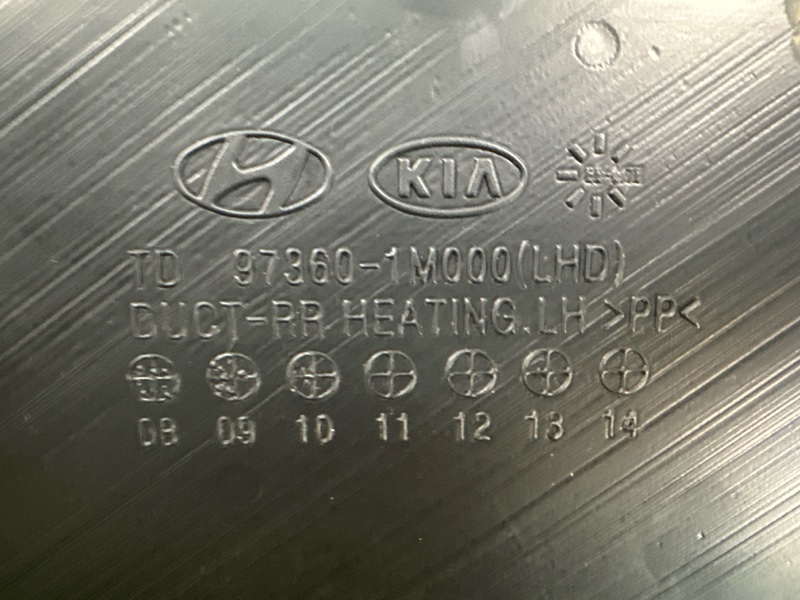 KIA
TD 97360-1M000(LHD)
DUCT-RR HEATING.LH >PP<
08 09 10 11 12 13 14